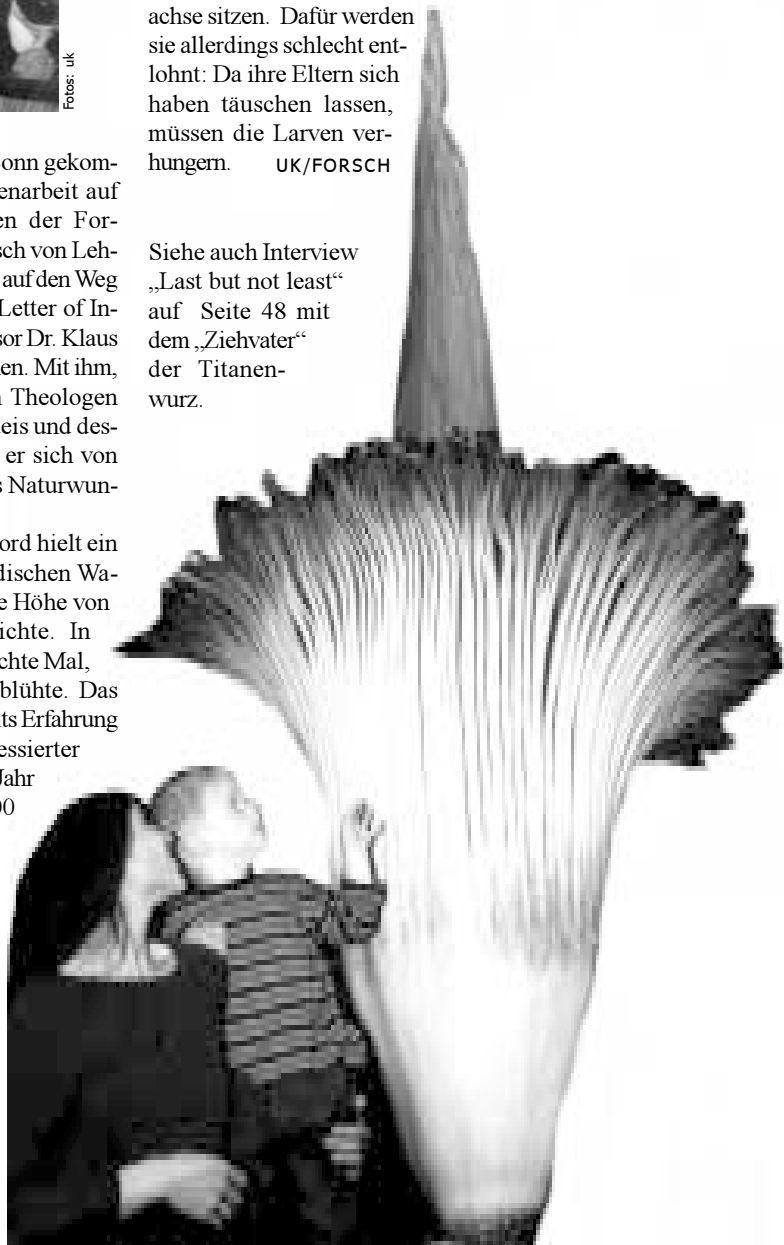 Fotos: uk
onn gekom-
enarbeit auf
en der For-
sch von Leh-
auf den Weg
Letter of In-
sor Dr. Klaus
en. Mit ihm,
n Theologen
eis und des-
er sich von
s Naturwun-
ord hielt ein
dischen Wa-
e Höhe von
ichte. In
chte Mal,
blühte. Das
ts Erfahrung
essierter
Jahr
00
achse sitzen. Dafür werden
sie allerdings schlecht ent-
lohnt: Da ihre Eltern sich
haben täuschen lassen,
müssen die Larven ver-
hungern. UK/FORSCH
Siehe auch Interview
„Last but not least“
auf Seite 48 mit
dem „Ziehvater“
der Titanen-
wurz.